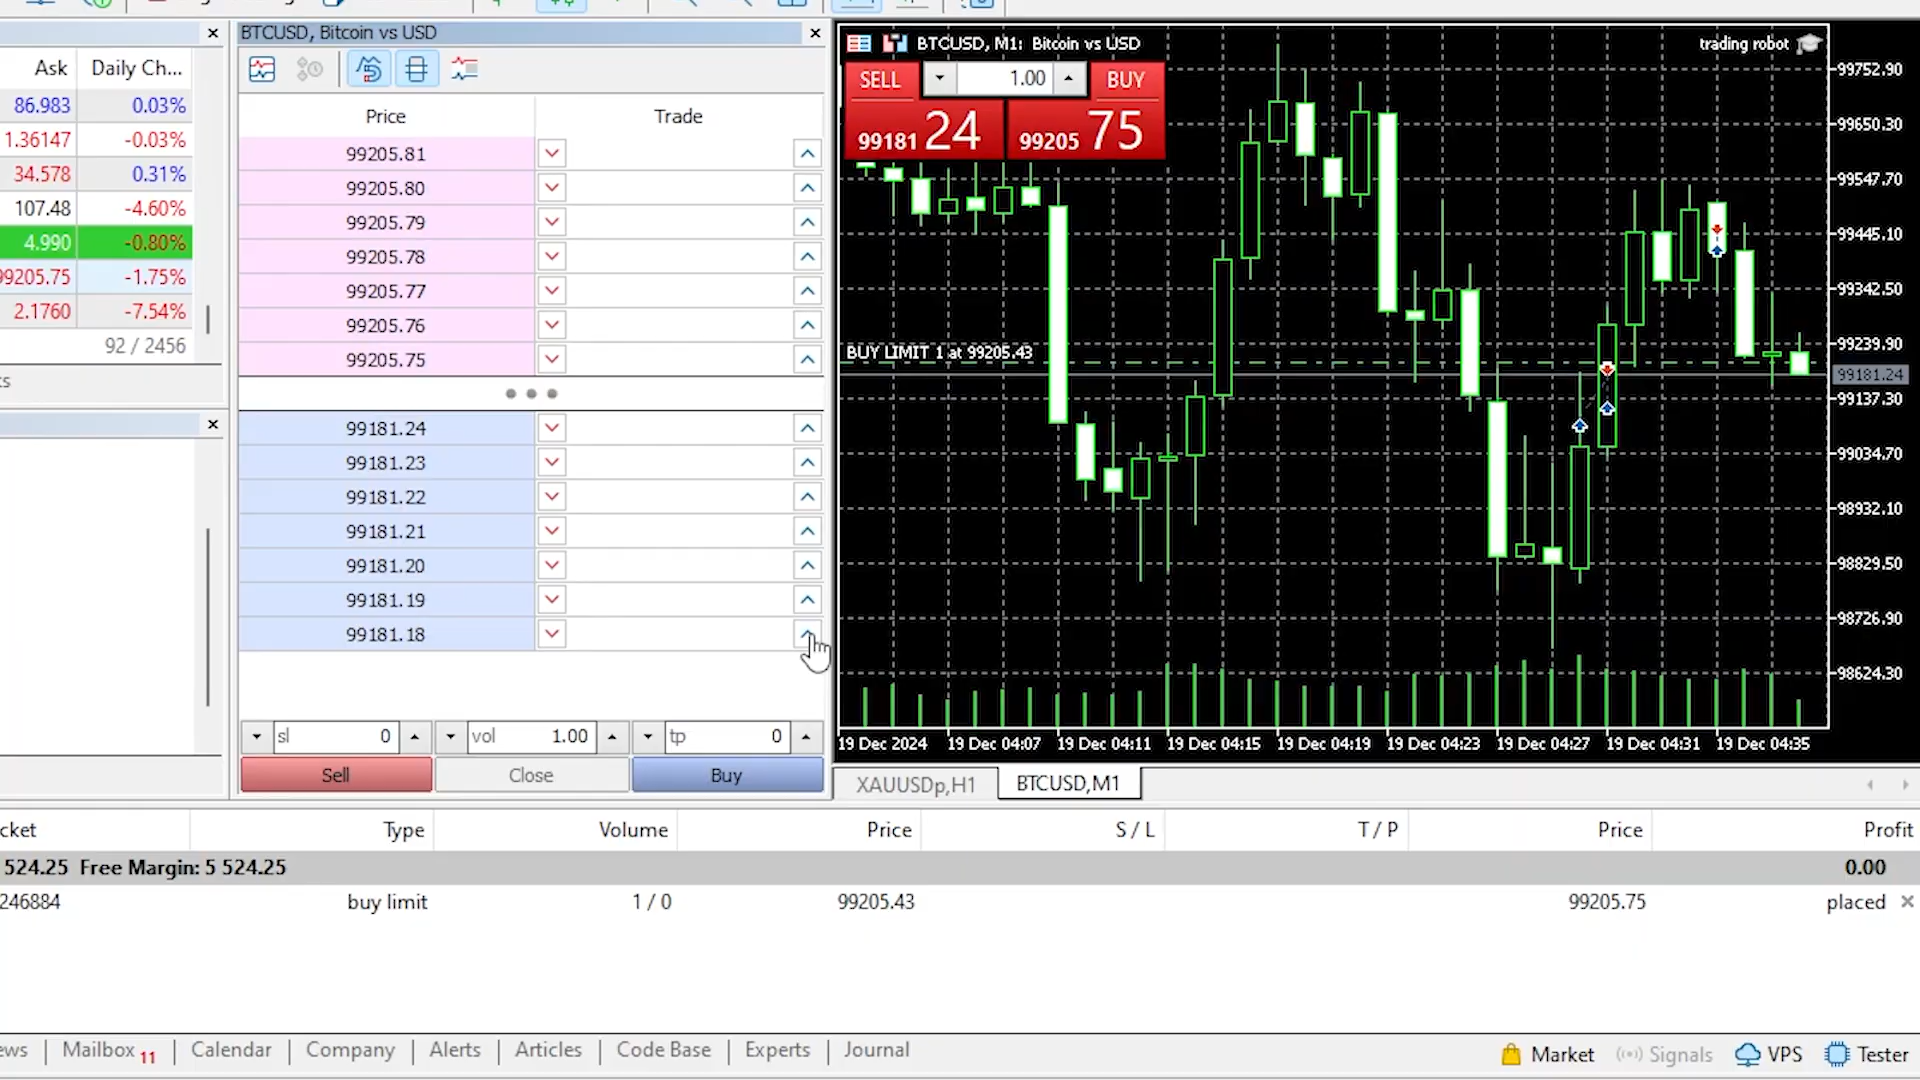 Ask Daily Ch...
86.983 0.03%
1.36147 -0.03%
34.578 0.31%
107.48 -4.60%
4.990 -0.80%
99205.75 -1.75%
2.1760 -7.54%
92 / 2456
BTCUSD, Bitcoin vs USD
Price Trade
99205.81
99205.80
99205.79
99205.78
99205.77
99205.76
99205.75
99181.24
99181.23
99181.22
99181.21
99181.20
99181.19
99181.18
sl 0 vol 1.00 tp 0
Sell Close Buy
BTCUSD, M1: Bitcoin vs USD
trading robot
SELL 1.00 BUY
99181 24 99205 75
BUY LIMIT 1 at 99205.43
99752.90
99650.30
99547.70
99445.10
99342.50
99239.90
99181.24
99137.30
99034.70
98932.10
98829.50
98726.90
98624.30
19 Dec 2024 19 Dec 04:07 19 Dec 04:11 19 Dec 04:15 19 Dec 04:19 19 Dec 04:23 19 Dec 04:27 19 Dec 04:31 19 Dec 04:35
XAUUSDp,H1 BTCUSD,M1
cket Type Volume Price S / L T / P Price Profit
524.25 Free Margin: 5 524.25 0.00
246884 buy limit 1 / 0 99205.43 99205.75 placed
ews Mailbox 11 Calendar Company Alerts Articles Code Base Experts Journal
Market Signals VPS Tester